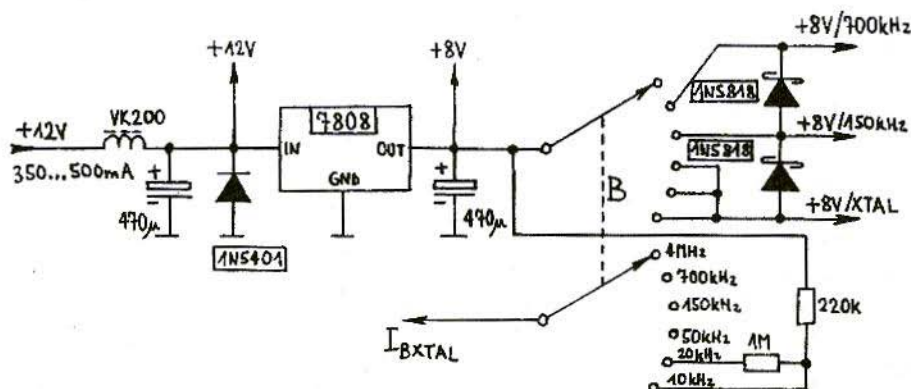 +12V
VK200
+12V
350...500mA
+
470µ
1N5401
7808
IN
OUT
GND
+8V
+
470µ
B
+8V/700kHz
1N5818
+8V/150kHz
1N5818
+8V/XTAL
4MHz
700kHz
150kHz
50kHz
20kHz
10kHz
1M
220K
IBXTAL